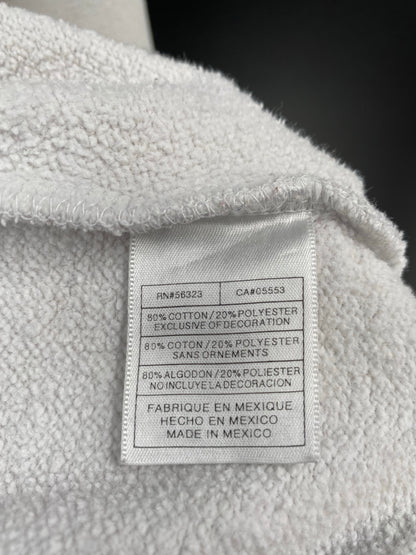 RN#56323 CA#05553
80% COTTON/20% POLYESTER
EXCLUSIVE OF DECORATION
80% COTON/20% POLYESTER
SANS ORNEMENTS
80% ALGODON/20% POLIESTER
NO INCLUYE LA DECORACION
FABRIQUE EN MEXIQUE
HECHO EN MEXICO
MADE IN MEXICO